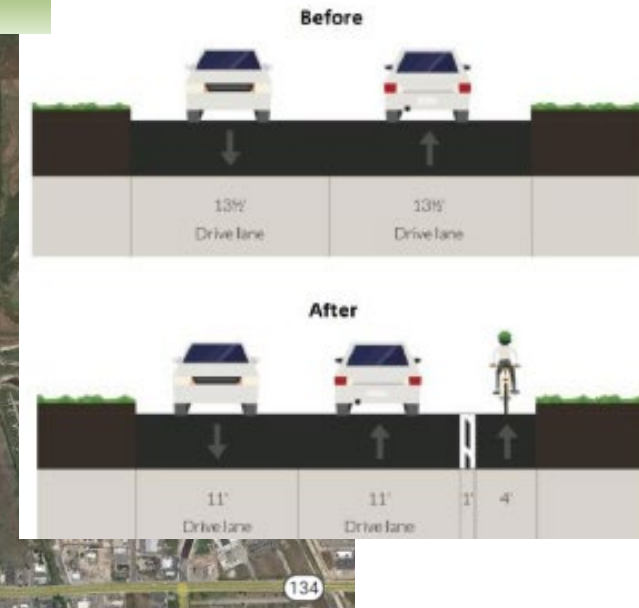 Before
13½' 13½'
Drive lane Drive lane
After
11' 11' 1' 4'
Drive lane Drive lane
134